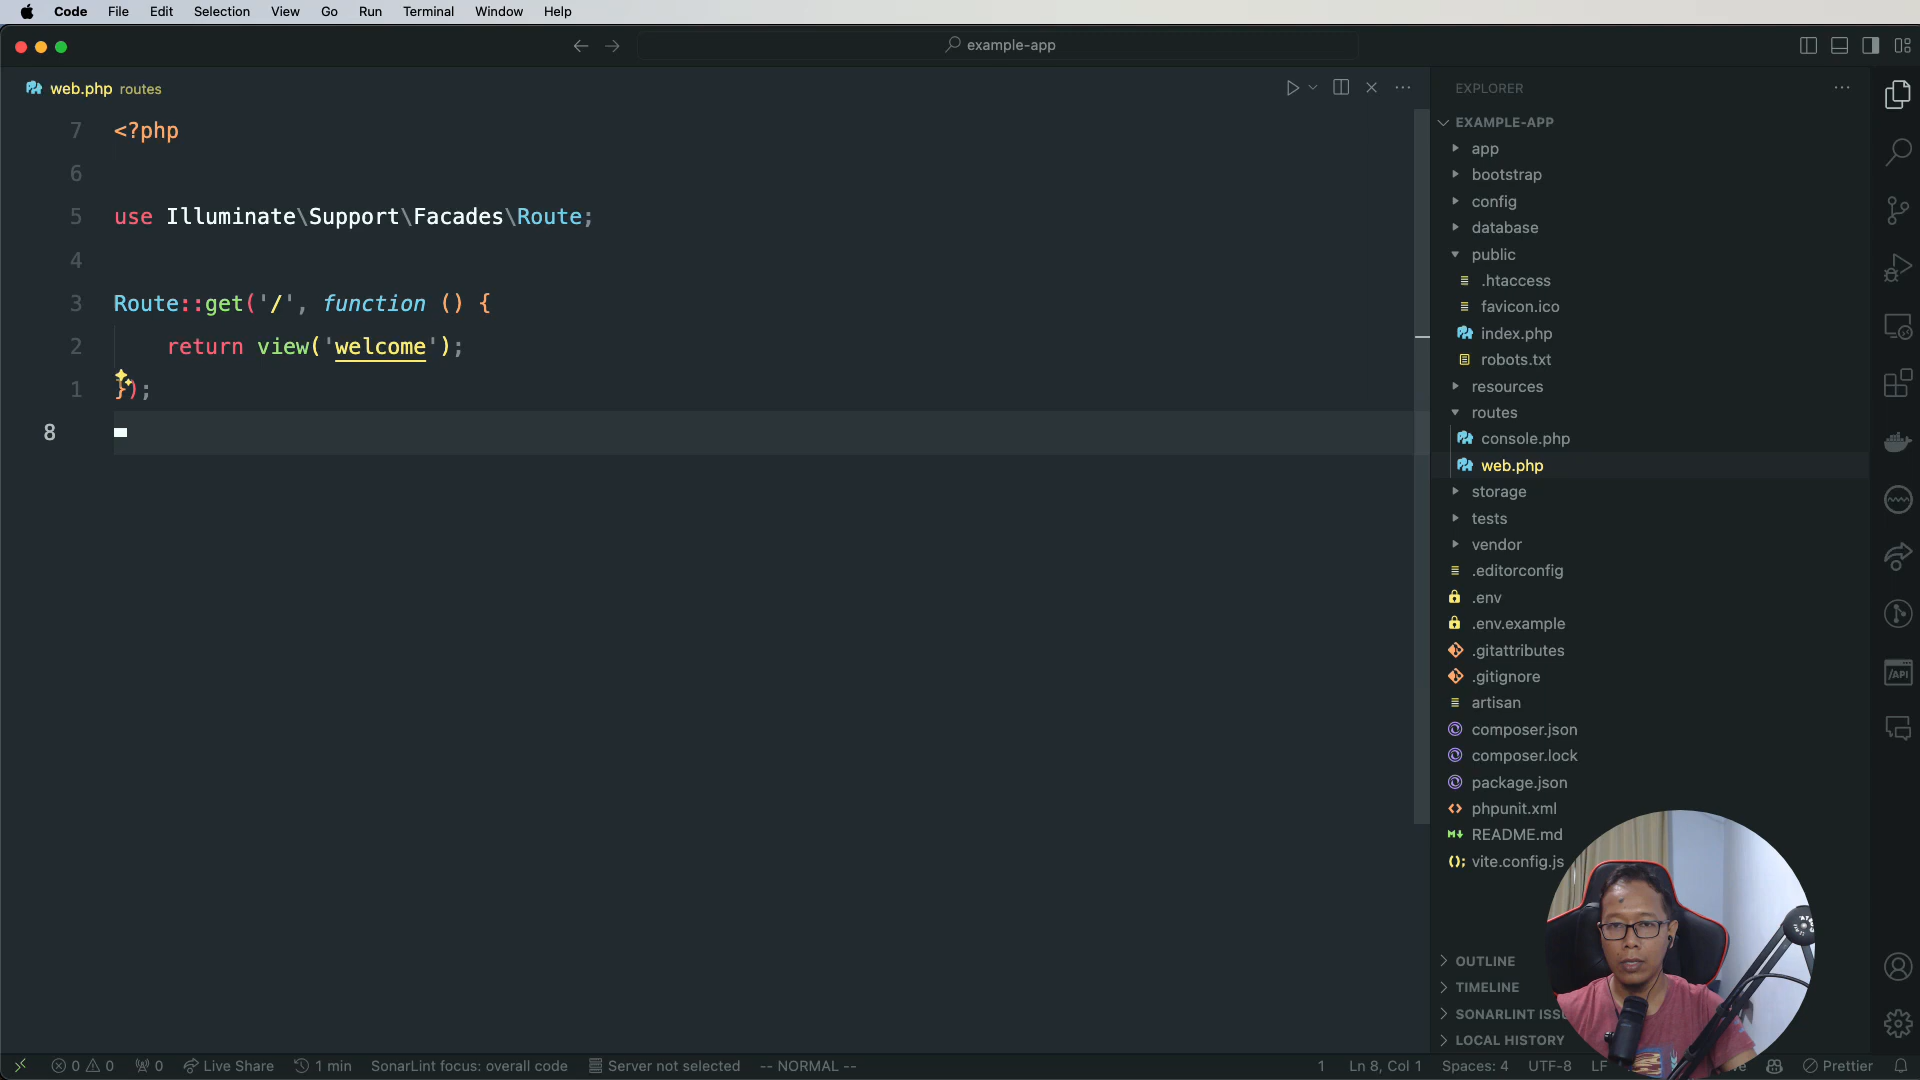 Code File Edit Selection View Go Run Terminal Window Help
example-app
web.php routes
7 <?php
6
5 use Illuminate\Support\Facades\Route;
4
3 Route::get('/', function () {
2 return view('welcome');
1 });
8
EXPLORER
EXAMPLE-APP
app
bootstrap
config
database
public
.htaccess
favicon.ico
index.php
robots.txt
resources
routes
console.php
web.php
storage
tests
vendor
.editorconfig
.env
.env.example
.gitattributes
.gitignore
artisan
composer.json
composer.lock
package.json
phpunit.xml
README.md
vite.config.js
OUTLINE
TIMELINE
SONARLINT
LOCAL HISTORY
/API
0 0 0 Live Share 1 min SonarLint focus: overall code Server not selected -- NORMAL -- 1 Ln 8, Col 1 Spaces: 4 UTF-8 LF Prettier